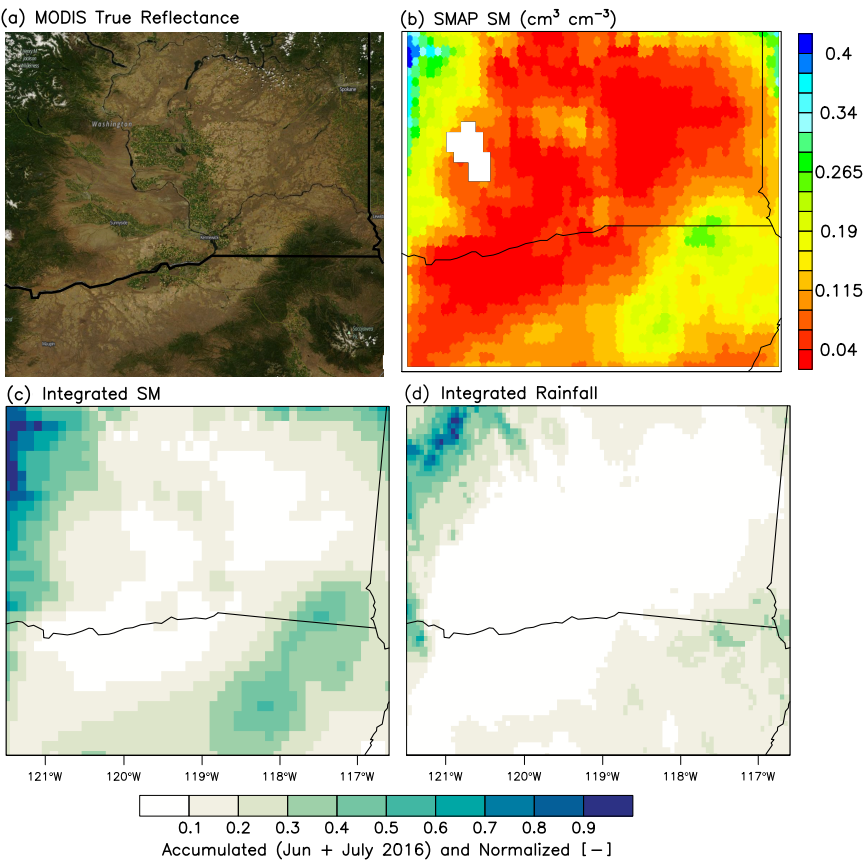 (a) MODIS True Reflectance
(b) SMAP SM (cm³ cm⁻³)
Washington
Spokane
0.4
0.34
0.265
0.19
0.115
0.04
(c) Integrated SM
(d) Integrated Rainfall
121°W 120°W 119°W 118°W 117°W
121°W 120°W 119°W 118°W 117°W
0.1 0.2 0.3 0.4 0.5 0.6 0.7 0.8 0.9
Accumulated (Jun + July 2016) and Normalized [−]